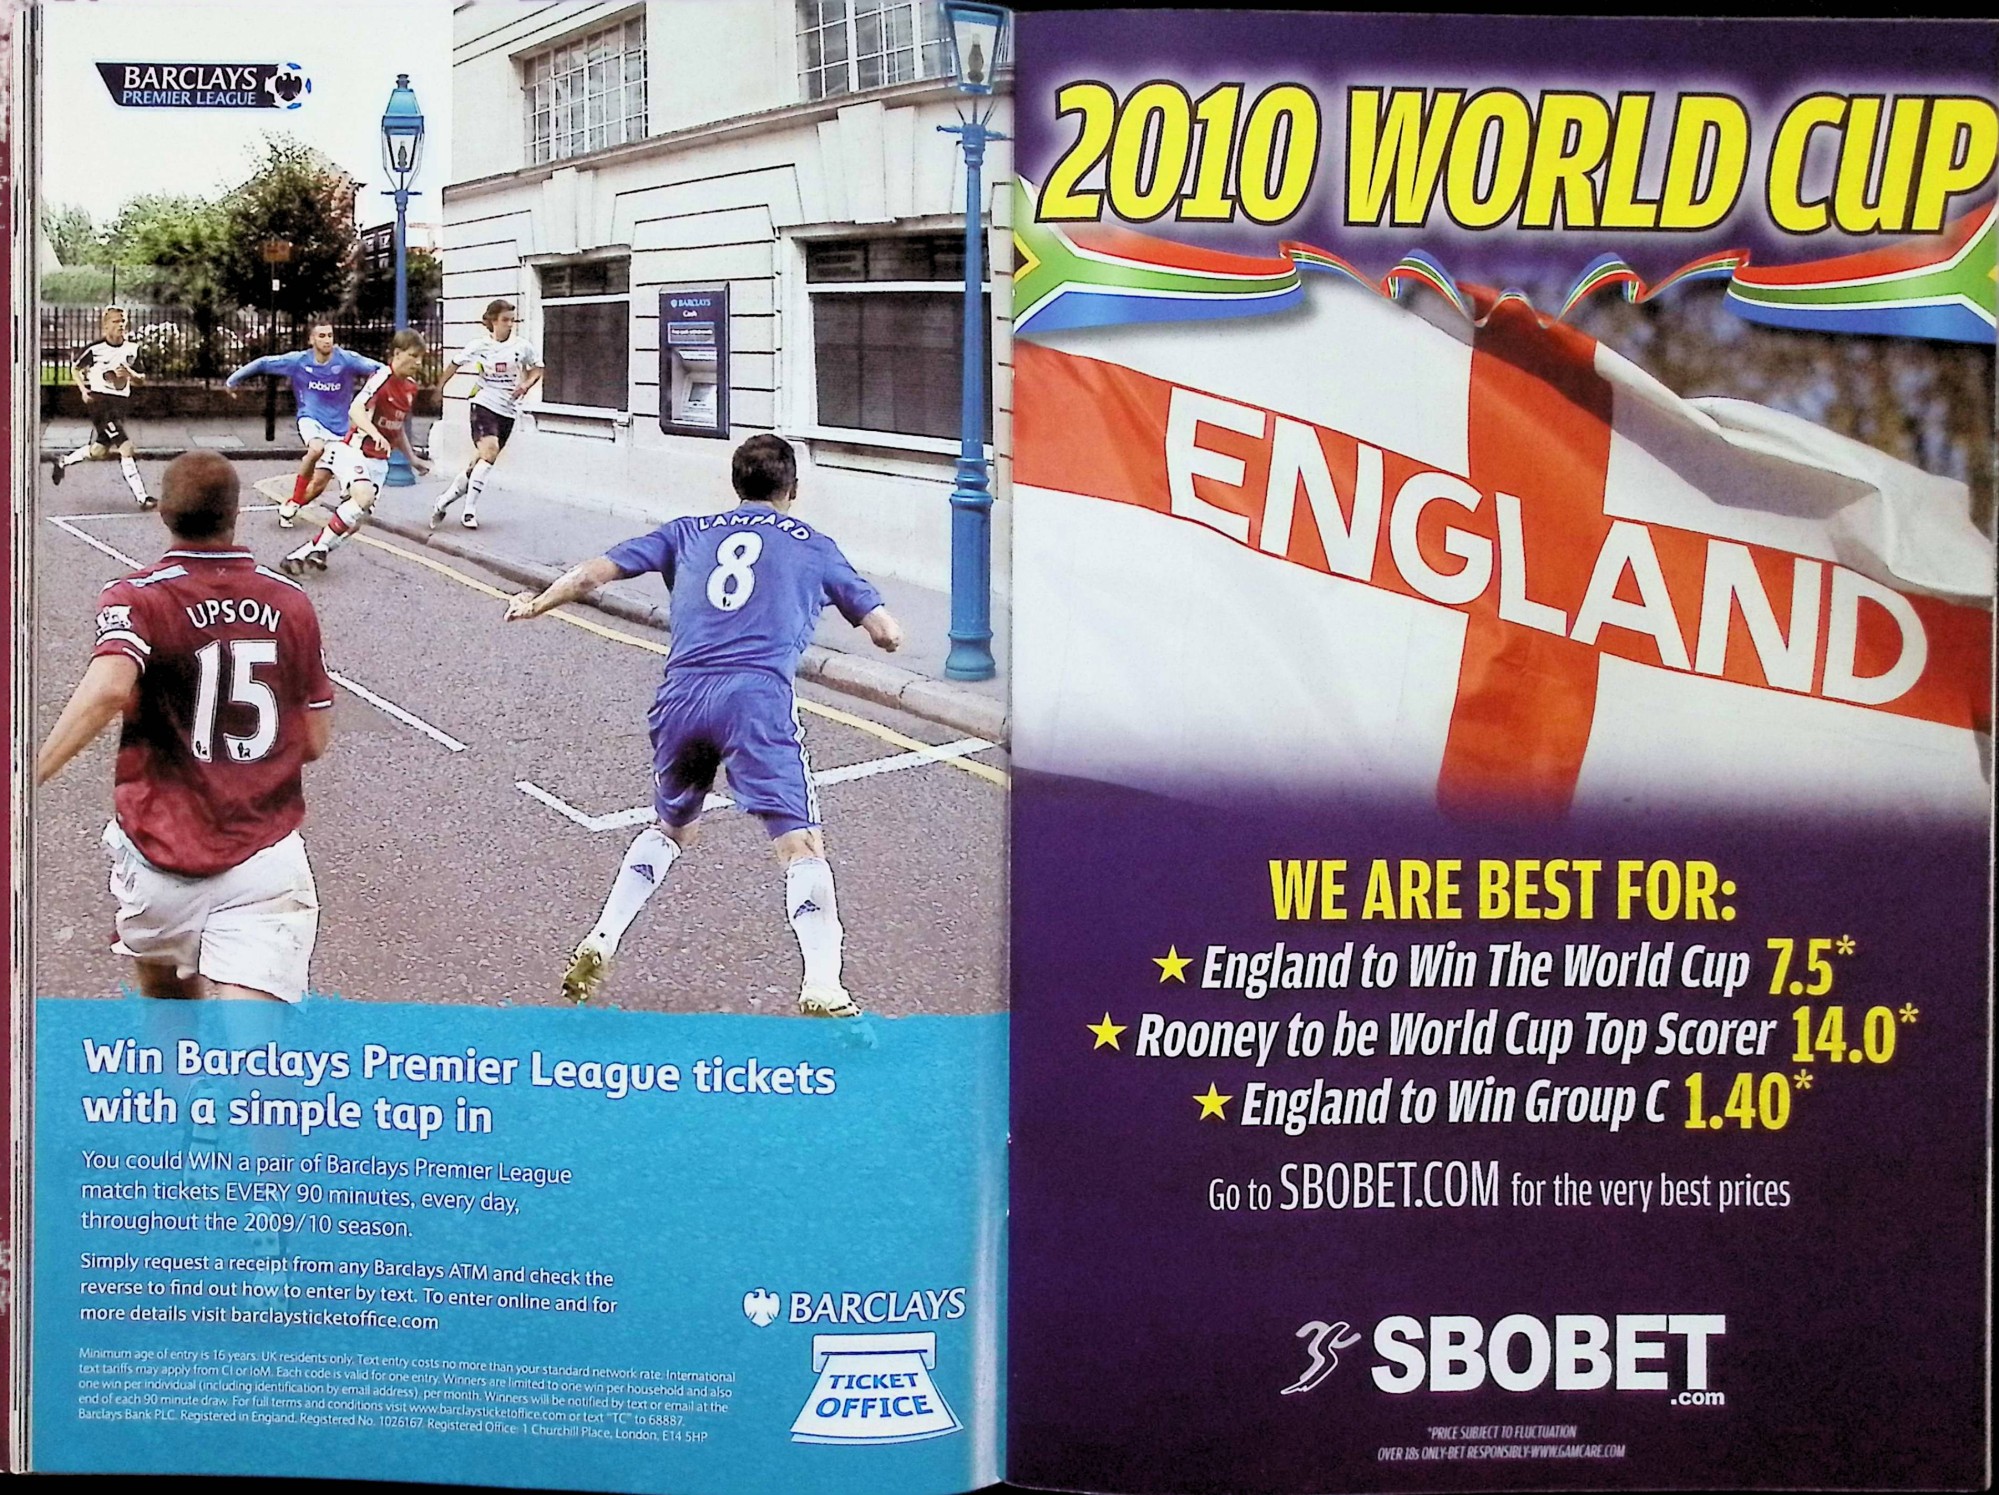 BARCLAYS
PREMIER LEAGUE
BARCLAYS
Cash
jobsite
LAMPARD
8
UPSON
15
Win Barclays Premier League tickets
with a simple tap in
You could WIN a pair of Barclays Premier League
match tickets EVERY 90 minutes, every day,
throughout the 2009/10 season.
Simply request a receipt from any Barclays ATM and check the
reverse to find out how to enter by text. To enter online and for
more details visit barclaysticketoffice.com
Minimum age of entry is 16 years. UK residents only. Text entry costs no more than your standard network rate. International
text tariffs may apply from CI or IoM. Each code is valid for one entry. Winners are limited to one win per household and also
one win per individual (including identification by email address), per month. Winners will be notified by text or email at the
end of each 90 minute draw. For full terms and conditions visit www.barclaysticketoffice.com or text "TC" to 68887.
Barclays Bank PLC. Registered in England. Registered No. 1026167. Registered Office: 1 Churchill Place, London, E14 5HP
BARCLAYS
TICKET
OFFICE
2010 WORLD CUP
ENGLAND
WE ARE BEST FOR:
★ England to Win The World Cup 7.5*
★ Rooney to be World Cup Top Scorer 14.0*
★ England to Win Group C 1.40*
Go to SBOBET.COM for the very best prices
SBOBET
.com
*PRICE SUBJECT TO FLUCTUATION
OVER 18s ONLY-BET RESPONSIBLY-WWW.GAMCARE.COM